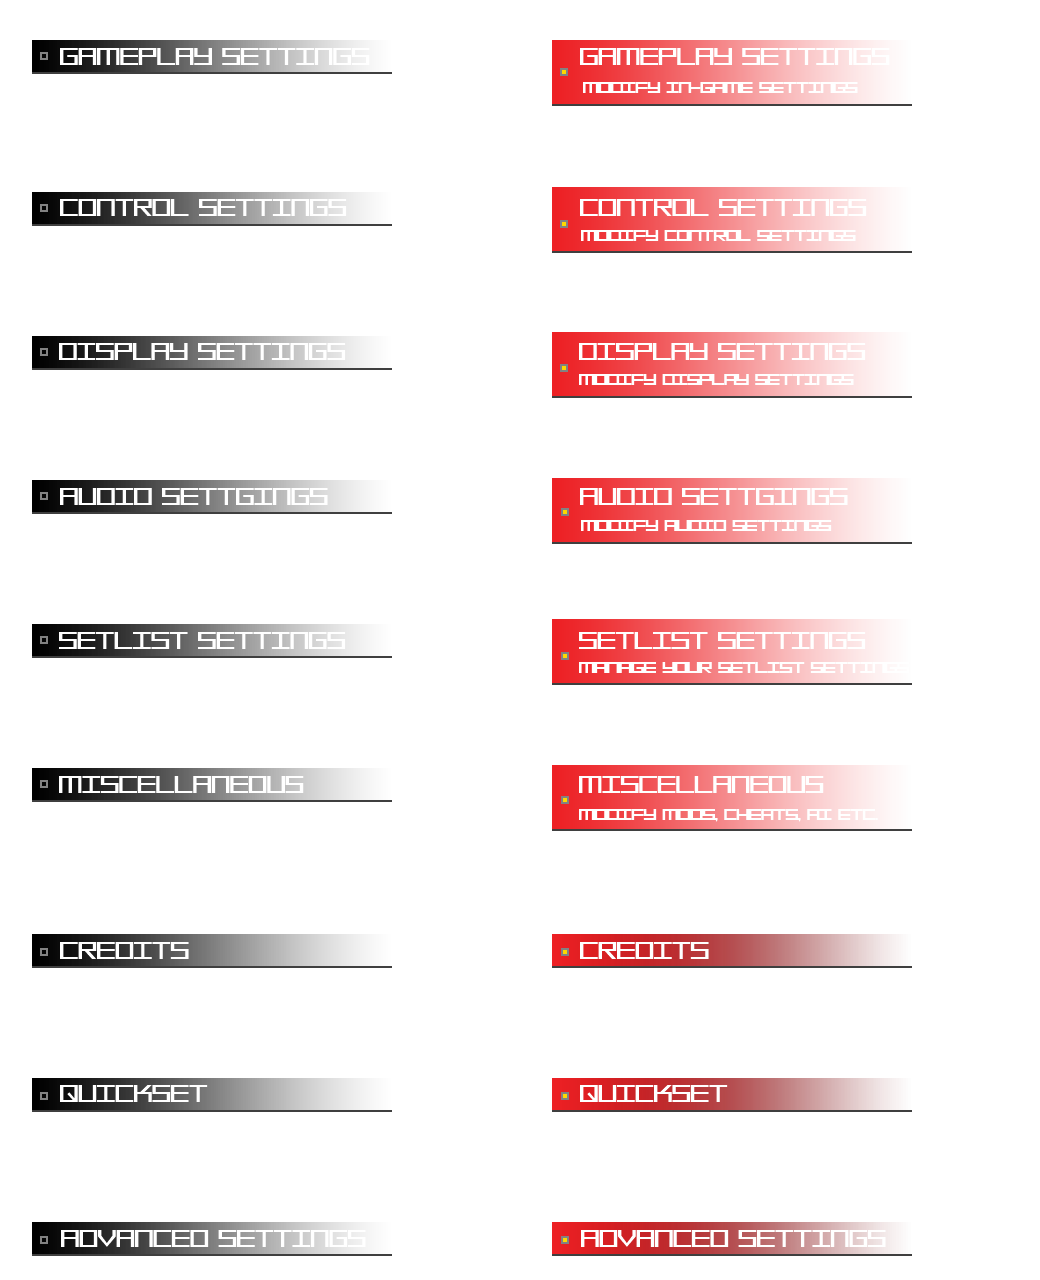 GAMEPLAY SETTINGS
GAMEPLAY SETTINGS
MODIFY IN-GAME SETTINGS
CONTROL SETTINGS
CONTROL SETTINGS
MODIFY CONTROL SETTINGS
DISPLAY SETTINGS
DISPLAY SETTINGS
MODIFY DISPLAY SETTINGS
AUDIO SETTGINGS
AUDIO SETTGINGS
MODIFY AUDIO SETTINGS
SETLIST SETTINGS
SETLIST SETTINGS
MANAGE YOUR SETLIST SETTINGS
MISCELLANEOUS
MISCELLANEOUS
MODIFY MODS, CHEATS, AI ETC.
CREDITS
CREDITS
QUICKSET
QUICKSET
ADVANCED SETTINGS
ADVANCED SETTINGS